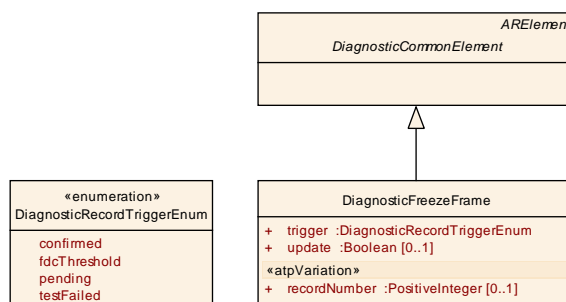 ARElemen
DiagnosticCommonElement
«enumeration»
DiagnosticRecordTriggerEnum
confirmed
fdcThreshold
pending
testFailed
DiagnosticFreezeFrame
+ trigger :DiagnosticRecordTriggerEnum
+ update :Boolean [0..1]
«atpVariation»
+ recordNumber :PositiveInteger [0..1]